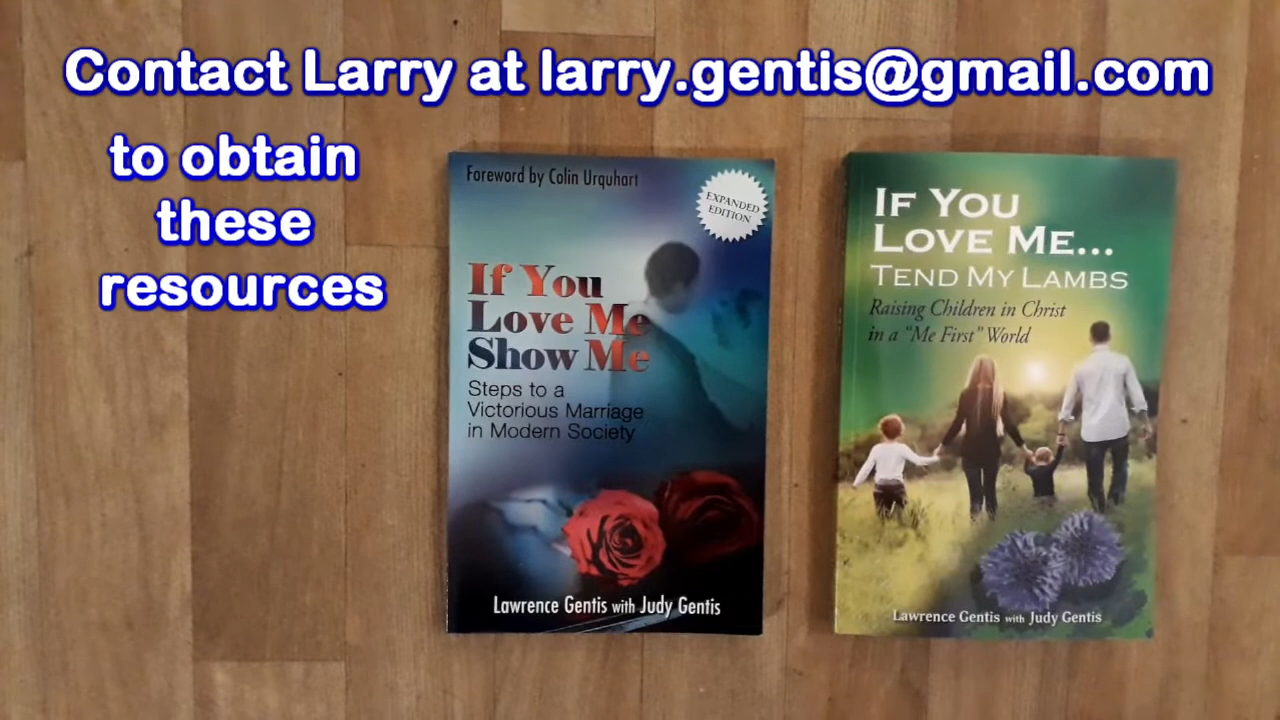 Contact Larry at larry.gentis@gmail.com
to obtain
these
resources
Foreword by Colin Urquhart
EXPANDED
EDITION
If You
Love Me
Show Me
Steps to a
Victorious Marriage
in Modern Society
Lawrence Gentis with Judy Gentis
IF YOU
LOVE ME...
TEND MY LAMBS
Raising Children in Christ
in a "Me First" World
Lawrence Gentis with Judy Gentis